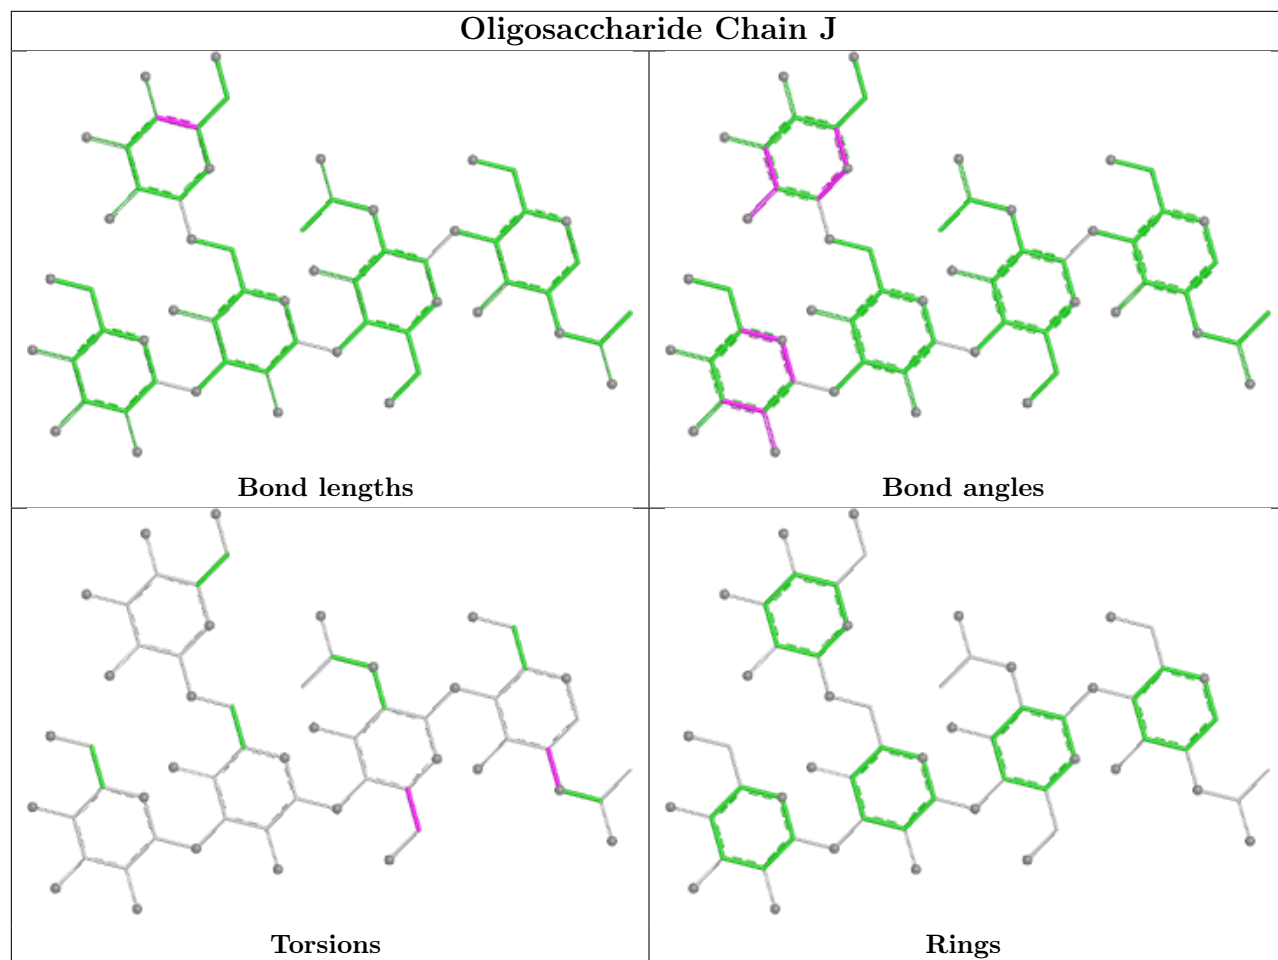 Oligosaccharide Chain J
Bond lengths
Bond angles
Torsions
Rings